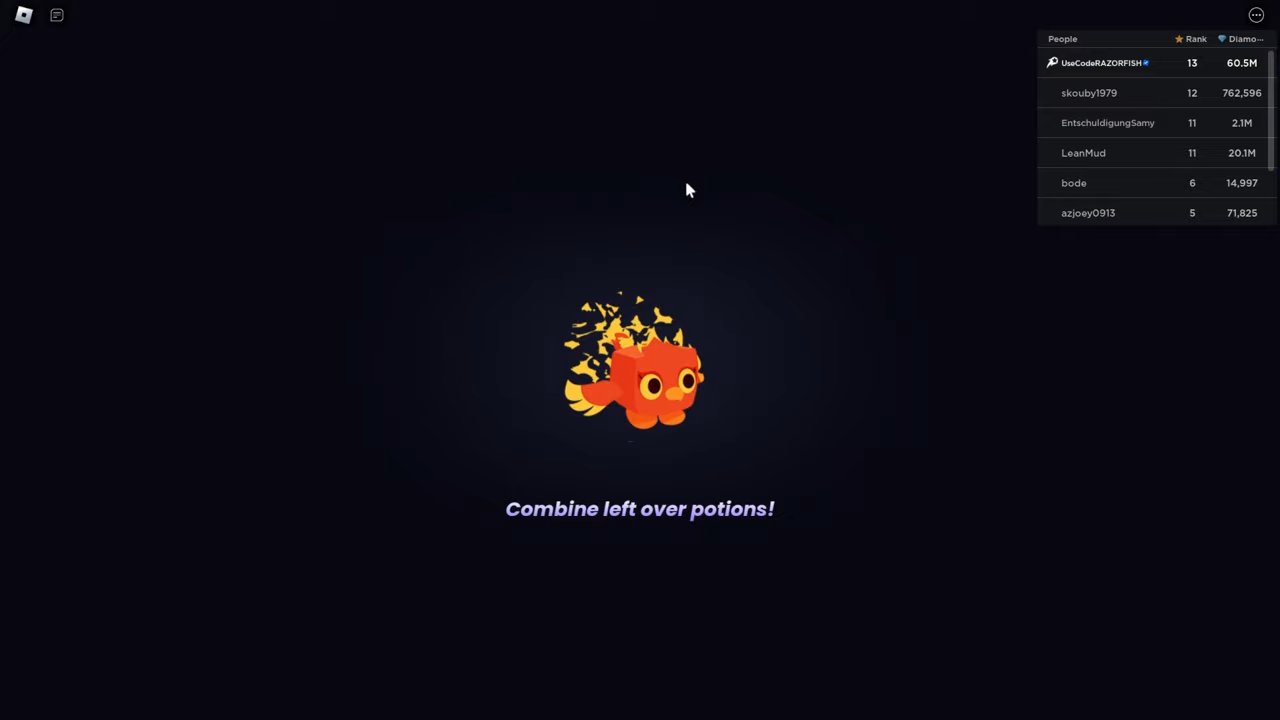 People Rank Diamo...
UseCodeRAZORFISH 13 60.5M
skouby1979 12 762,596
EntschuldigungSamy 11 2.1M
LeanMud 11 20.1M
bode 6 14,997
azjoey0913 5 71,825
Combine left over potions!